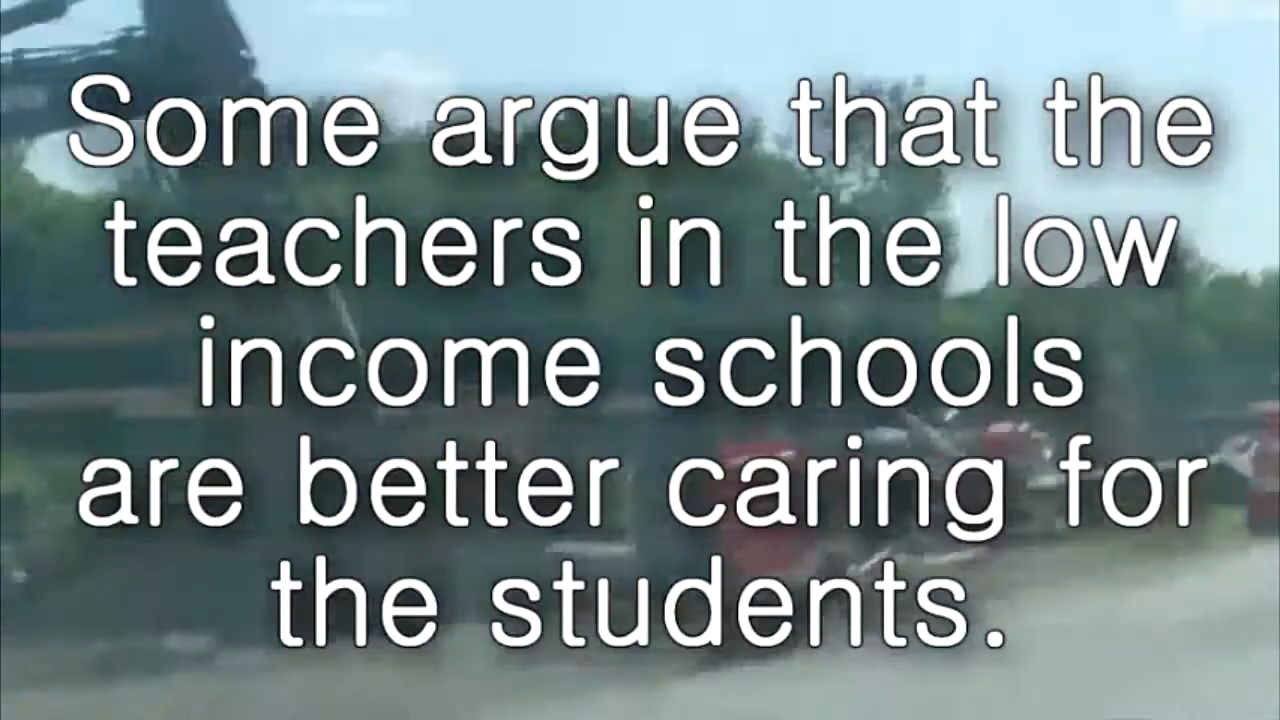 Some argue that the
teachers in the low
income schools
are better caring for
the students.